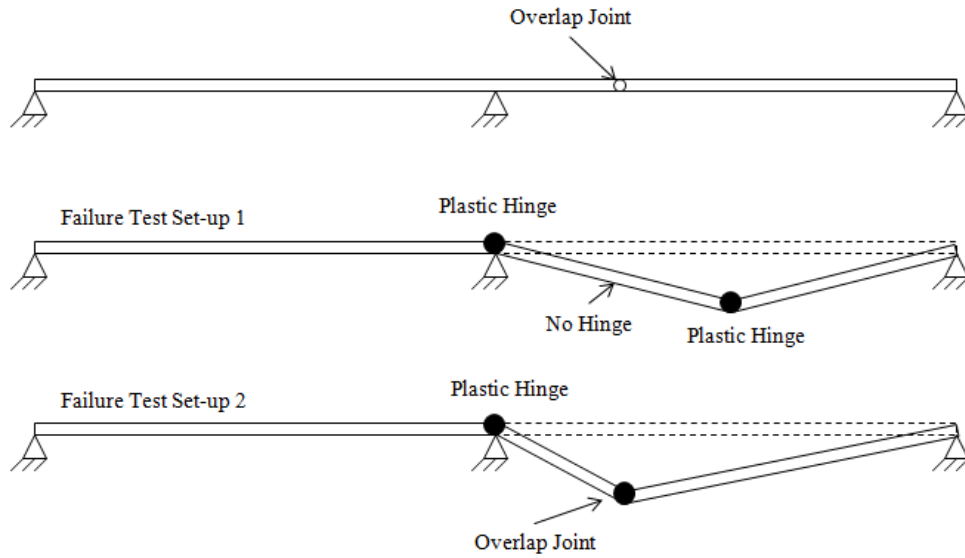 Overlap Joint
Failure Test Set-up 1
Plastic Hinge
No Hinge
Plastic Hinge
Failure Test Set-up 2
Plastic Hinge
Overlap Joint